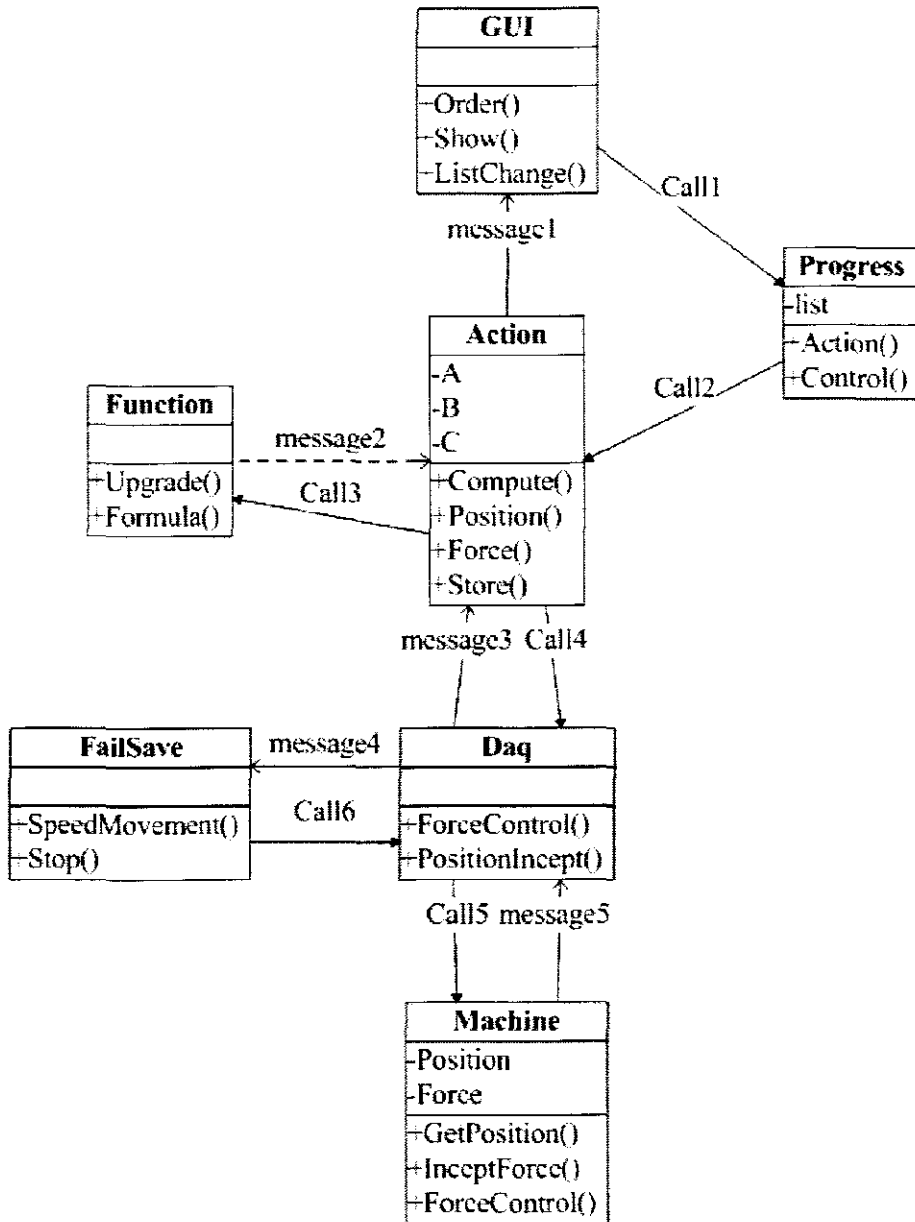 GUI
+Order()
+Show()
+ListChange()
Call1
message1
Progress
-list
+Action()
+Control()
Action
-A
-B
-C
+Compute()
+Position()
+Force()
+Store()
Call2
Function
+Upgrade()
+Formula()
message2
Call3
message3
Call4
FailSave
+SpeedMovement()
+Stop()
message4
Call6
Daq
+ForceControl()
+PositionIncept()
Call5
message5
Machine
-Position
-Force
+GetPosition()
+InceptForce()
+ForceControl()